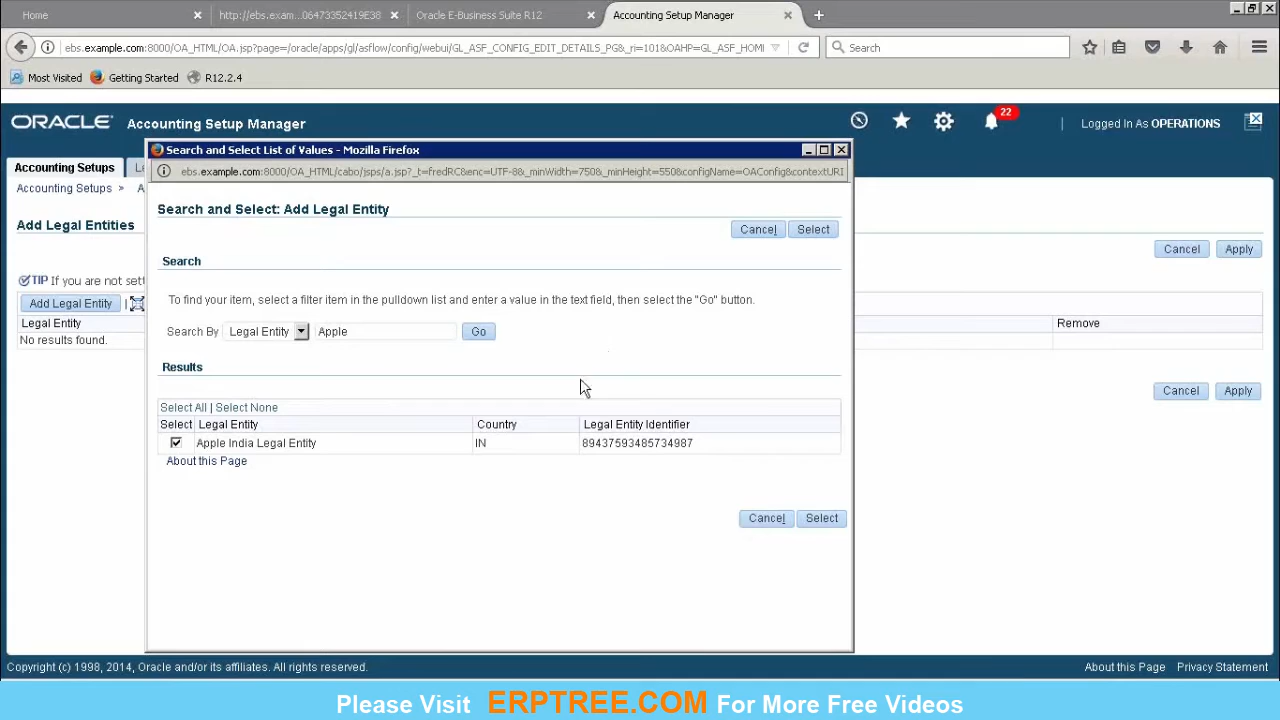 Home
http://ebs.exam...06473352419E38
Oracle E-Business Suite R12
Accounting Setup Manager
ebs.example.com:8000/OA_HTML/OA.jsp?page=/oracle/apps/gl/asflow/config/webui/GL_ASF_CONFIG_EDIT_DETAILS_PG&_ri=101&OAHP=GL_ASF_HOM
Search
Most Visited
Getting Started
R12.2.4
ORACLE
Accounting Setup Manager
22
Logged In As OPERATIONS
Search and Select List of Values - Mozilla Firefox
Accounting Setups
ebs.example.com:8000/OA_HTML/cabo/jsps/a.jsp?_t=fredRC&enc=UTF-8&_minWidth=750&_minHeight=550&configName=OAConfig&contextURI
Accounting Setups >
Search and Select: Add Legal Entity
Add Legal Entities
Cancel Select
Cancel Apply
Search
TIP If you are not sett
To find your item, select a filter item in the pulldown list and enter a value in the text field, then select the "Go" button.
Add Legal Entity
Legal Entity
Remove
Search By Legal Entity Apple Go
No results found.
Results
Cancel Apply
Select All | Select None
Select Legal Entity Country Legal Entity Identifier
Apple India Legal Entity IN 89437593485734987
About this Page
Cancel Select
Copyright (c) 1998, 2014, Oracle and/or its affiliates. All rights reserved.
About this Page Privacy Statement
Please Visit ERPTREE.COM For More Free Videos